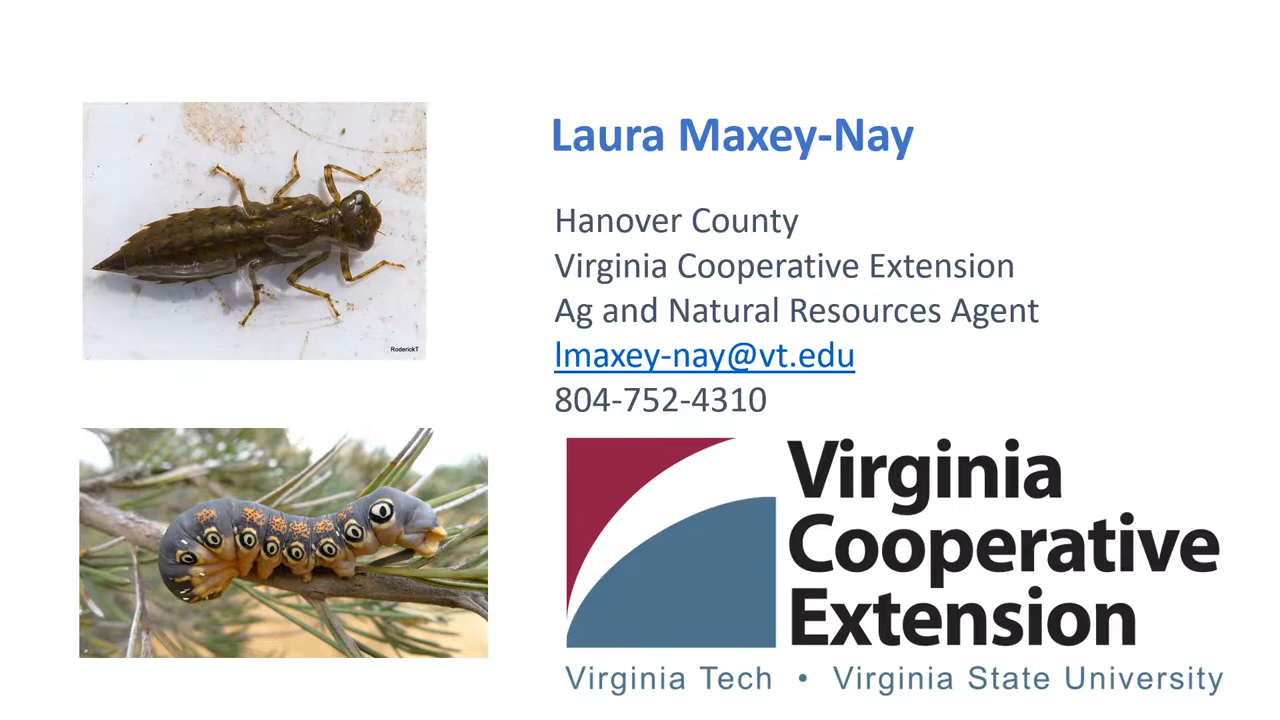 RoderickT
Laura Maxey-Nay
Hanover County
Virginia Cooperative Extension
Ag and Natural Resources Agent
lmaxey-nay@vt.edu
804-752-4310
Virginia
Cooperative
Extension
Virginia Tech • Virginia State University